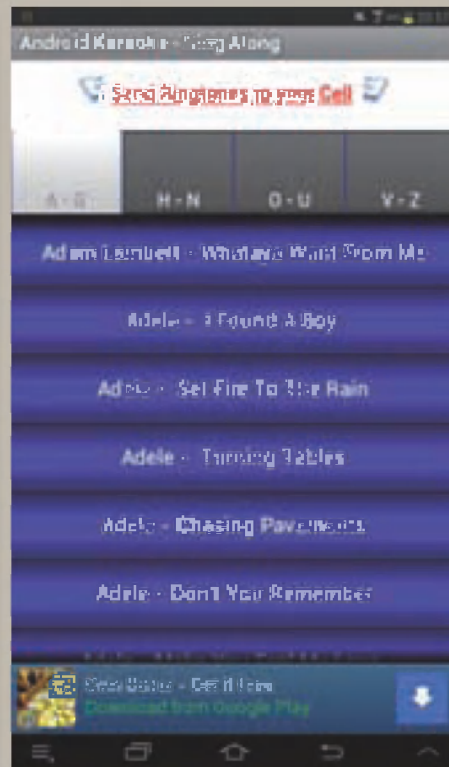 Android Karaoke - Sing Along
Send Ringtones to your Cell
A - G
H - N
O - U
V - Z
Adam Lambert - Whataya Want From Me
Adele - I Found A Boy
Adele - Set Fire To The Rain
Adele - Turning Tables
Adele - Chasing Pavements
Adele - Don't You Remember
Download from Google Play